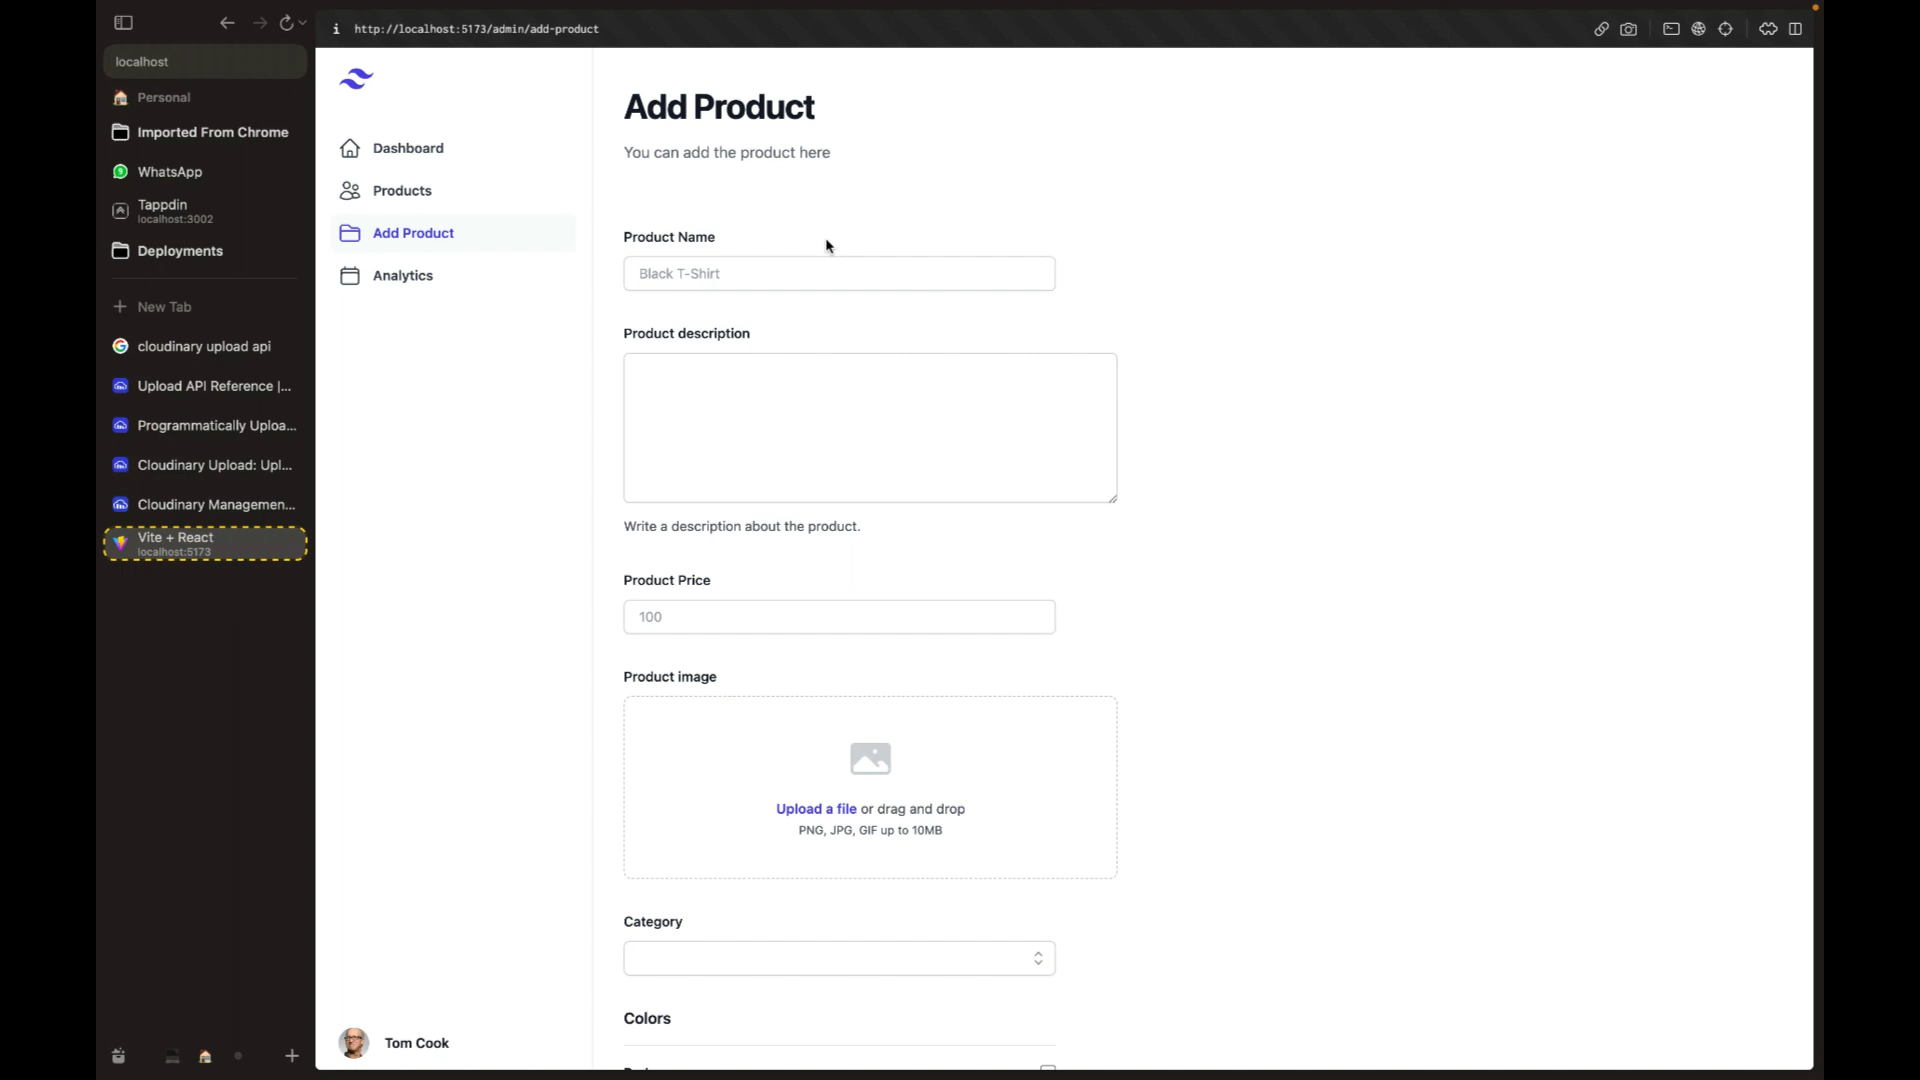 http://localhost:5173/admin/add-product
localhost
Personal
Imported From Chrome
WhatsApp
Tappdin
localhost:3002
Deployments
New Tab
cloudinary upload api
Upload API Reference |...
Programmatically Uploa...
Cloudinary Upload: Upl...
Cloudinary Managemen...
Vite + React
localhost:5173
Dashboard
Products
Add Product
Analytics
Tom Cook
Add Product
You can add the product here
Product Name
Black T-Shirt
Product description
Write a description about the product.
Product Price
100
Product image
Upload a file or drag and drop
PNG, JPG, GIF up to 10MB
Category
Colors